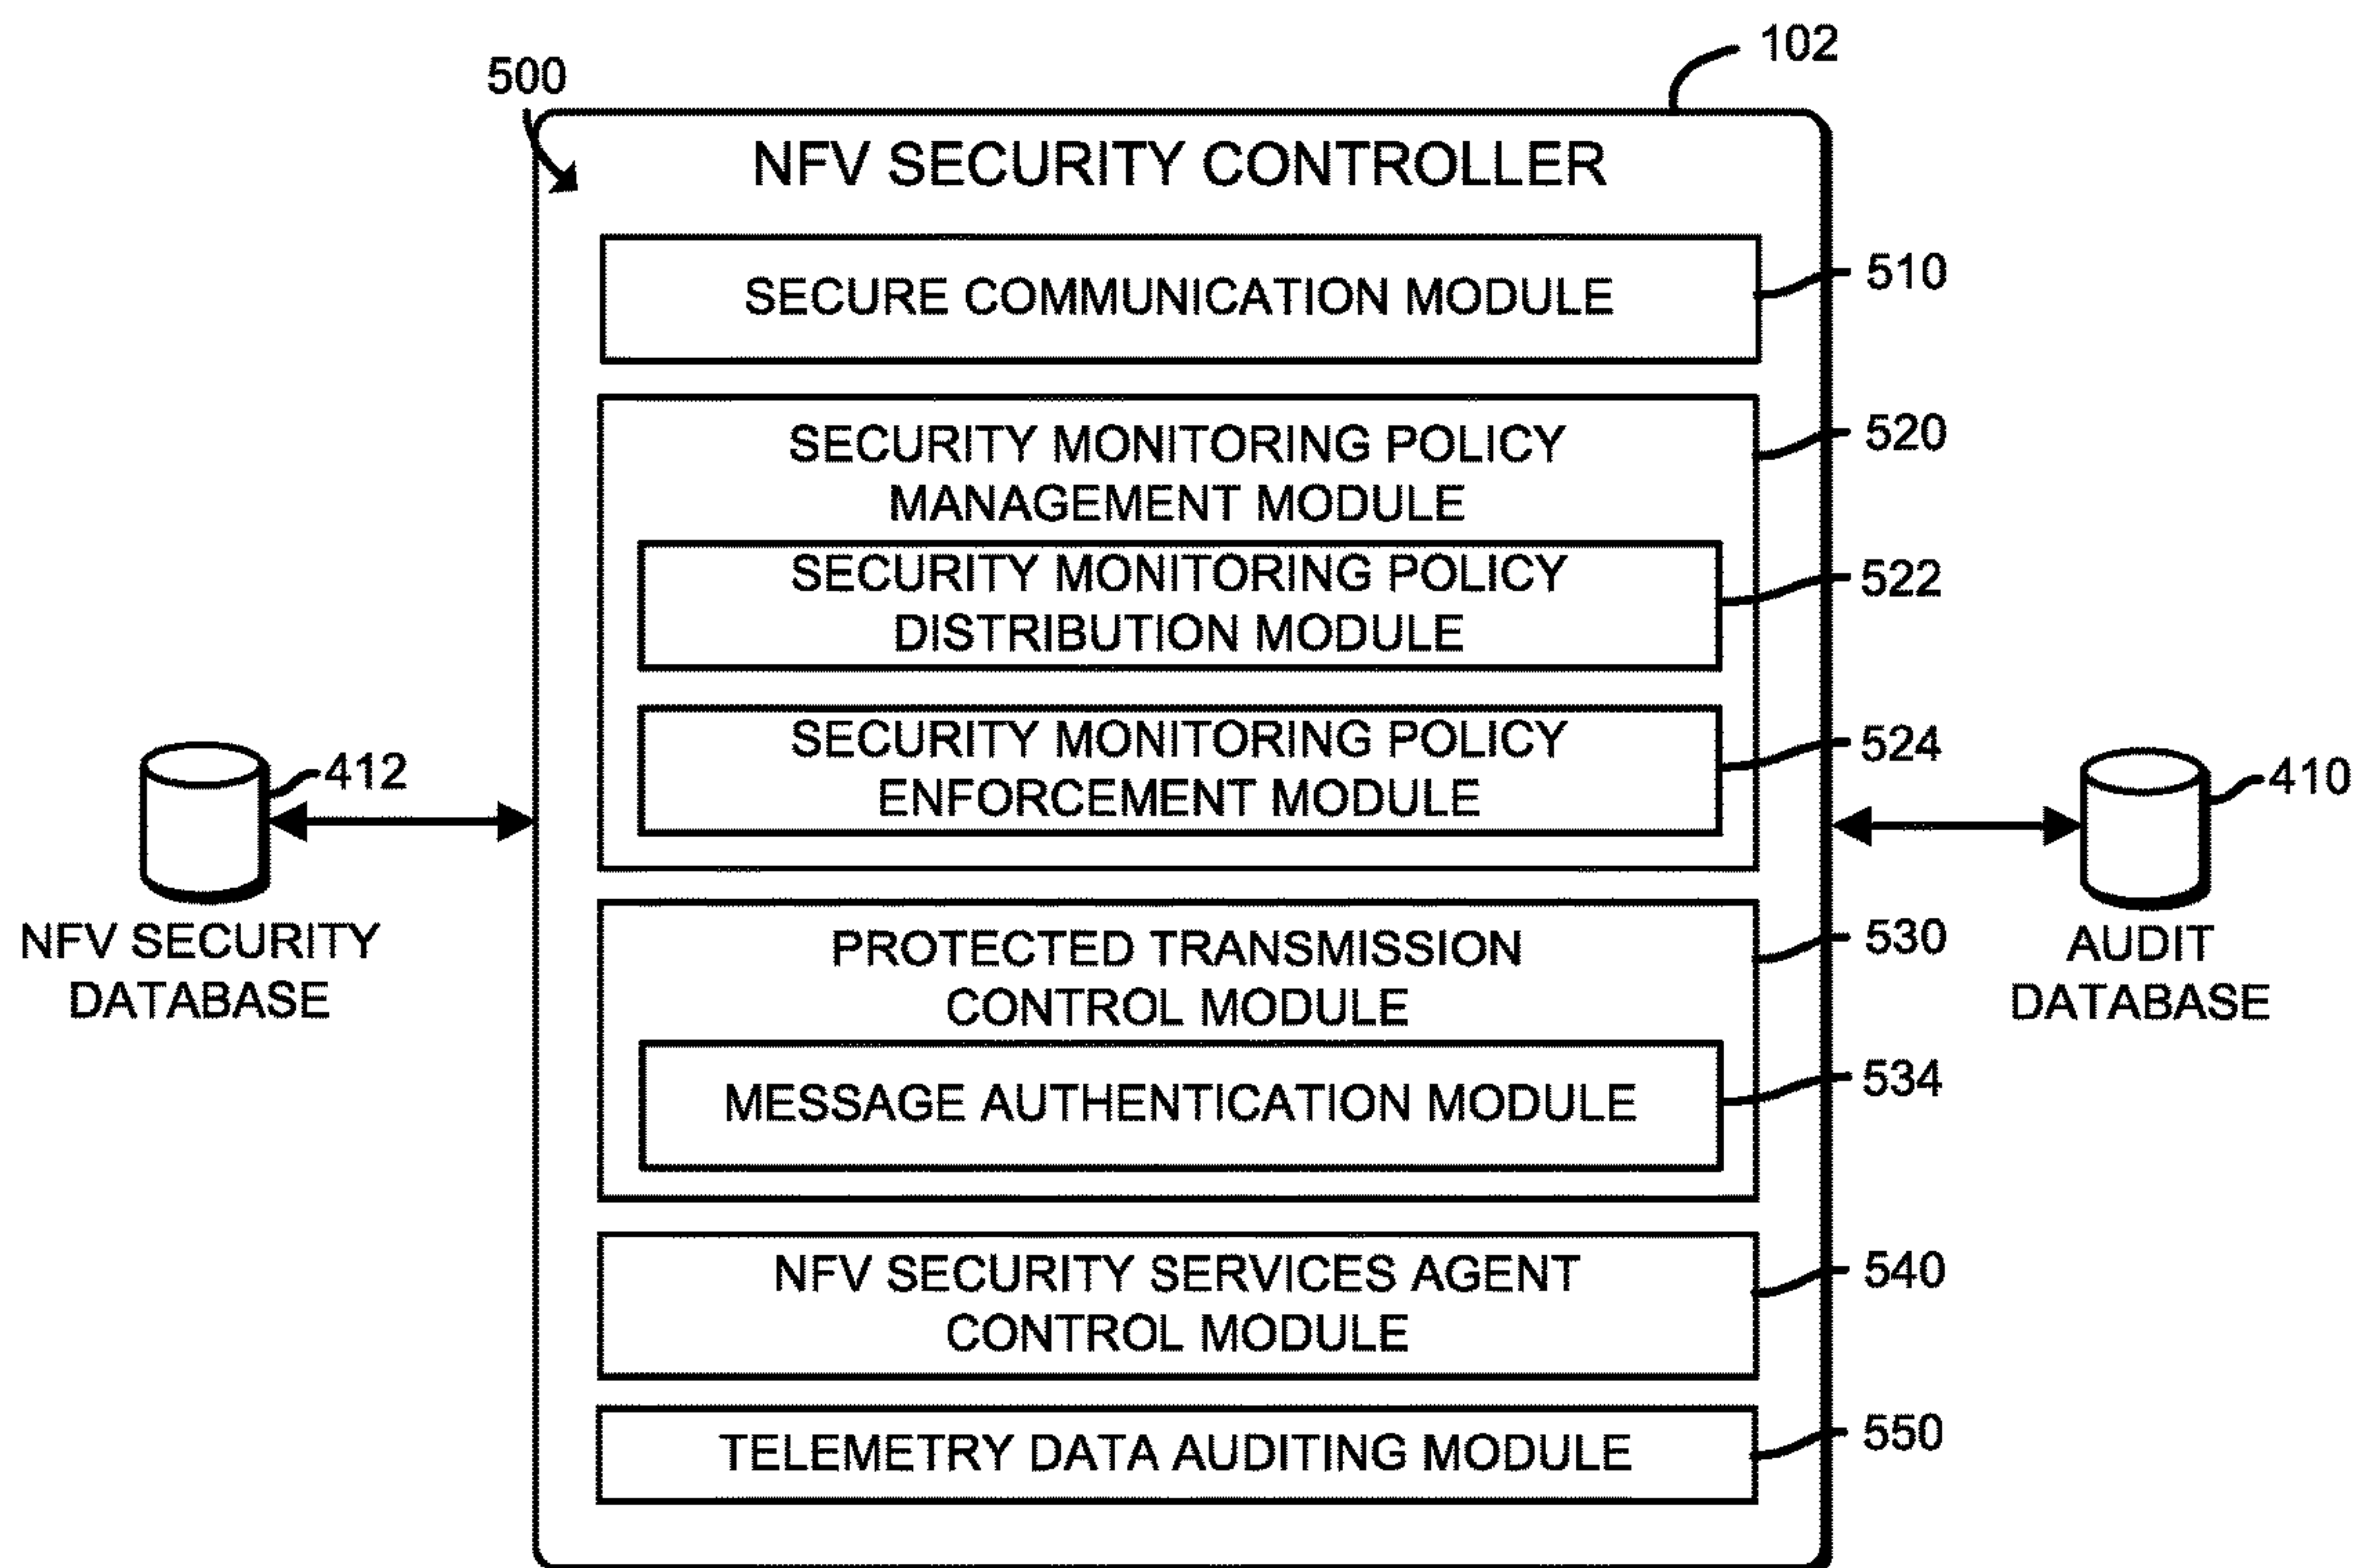 102
500
NFV SECURITY CONTROLLER
SECURE COMMUNICATION MODULE
510
SECURITY MONITORING POLICY
MANAGEMENT MODULE
520
SECURITY MONITORING POLICY
DISTRIBUTION MODULE
522
SECURITY MONITORING POLICY
ENFORCEMENT MODULE
524
412
NFV SECURITY
DATABASE
410
AUDIT
DATABASE
PROTECTED TRANSMISSION
CONTROL MODULE
530
MESSAGE AUTHENTICATION MODULE
534
NFV SECURITY SERVICES AGENT
CONTROL MODULE
540
TELEMETRY DATA AUDITING MODULE
550